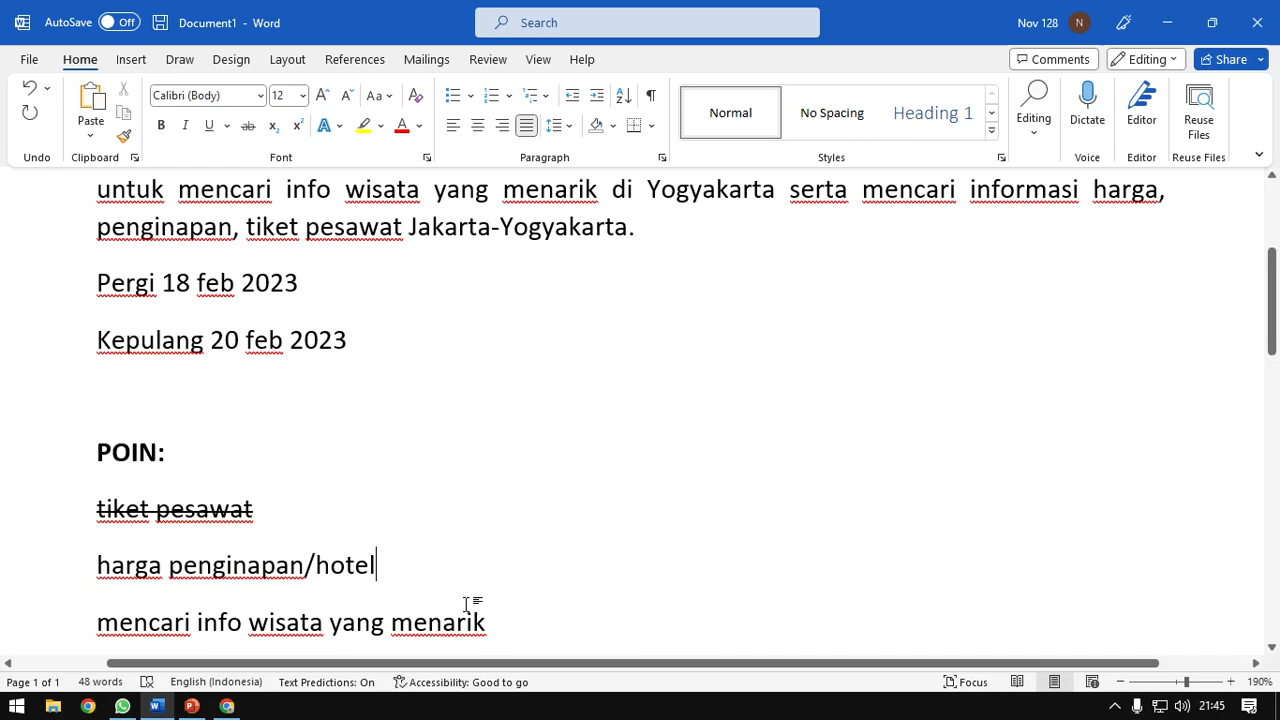 AutoSave Off Document1 - Word Search Nov 128 N
File Home Insert Draw Design Layout References Mailings Review View Help Comments Editing Share
Paste Calibri (Body) 12 Aa Normal No Spacing Heading 1 Editing Dictate Editor Reuse Files
B I U ab x₂ x² A A
Undo Clipboard Font Paragraph Styles Voice Editor Reuse Files
untuk mencari info wisata yang menarik di Yogyakarta serta mencari informasi harga,
penginapan, tiket pesawat Jakarta-Yogyakarta.
Pergi 18 feb 2023
Kepulang 20 feb 2023
POIN:
tiket pesawat
harga penginapan/hotel
mencari info wisata yang menarik
Page 1 of 1 48 words English (Indonesia) Text Predictions: On Accessibility: Good to go Focus 190%
21:45